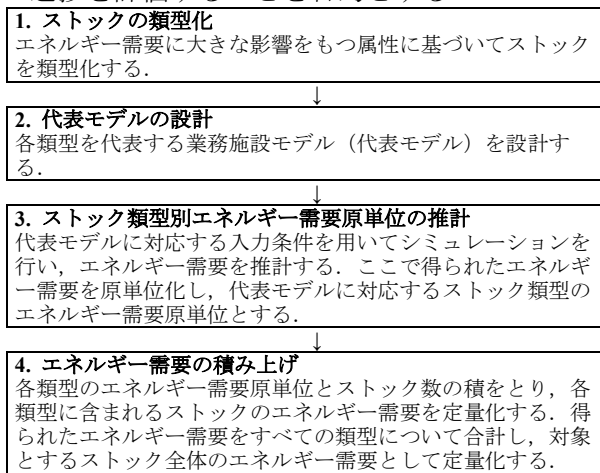 1. ストックの類型化
エネルギー需要に大きな影響をもつ属性に基づいてストック
を類型化する．
↓
2. 代表モデルの設計
各類型を代表する業務施設モデル（代表モデル）を設計す
る．
↓
3. ストック類型別エネルギー需要原単位の推計
代表モデルに対応する入力条件を用いてシミュレーションを
行い，エネルギー需要を推計する．ここで得られたエネルギ
ー需要を原単位化し，代表モデルに対応するストック類型の
エネルギー需要原単位とする．
↓
4. エネルギー需要の積み上げ
各類型のエネルギー需要原単位とストック数の積をとり，各
類型に含まれるストックのエネルギー需要を定量化する．得
られたエネルギー需要をすべての類型について合計し，対象
とするストック全体のエネルギー需要として定量化する．